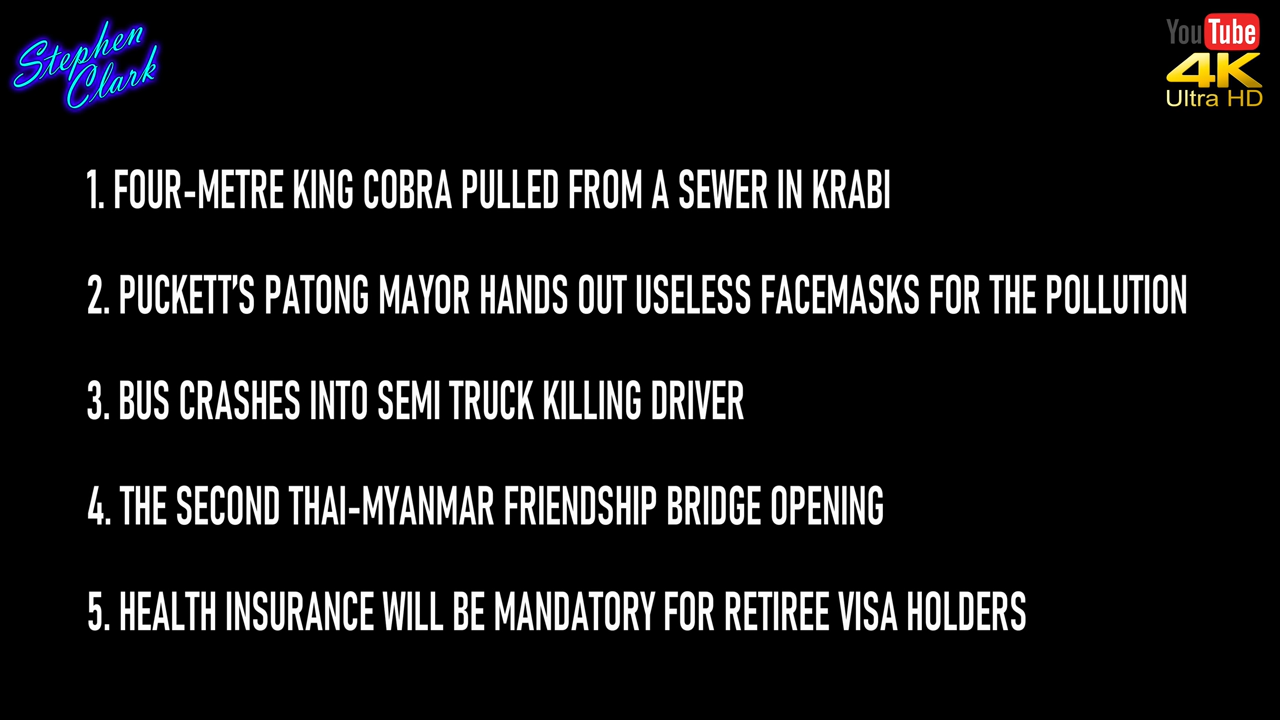 Stephen
Clark
YouTube
4K
Ultra HD
1. FOUR-METRE KING COBRA PULLED FROM A SEWER IN KRABI
2. PUCKETT'S PATONG MAYOR HANDS OUT USELESS FACEMASKS FOR THE POLLUTION
3. BUS CRASHES INTO SEMI TRUCK KILLING DRIVER
4. THE SECOND THAI-MYANMAR FRIENDSHIP BRIDGE OPENING
5. HEALTH INSURANCE WILL BE MANDATORY FOR RETIREE VISA HOLDERS